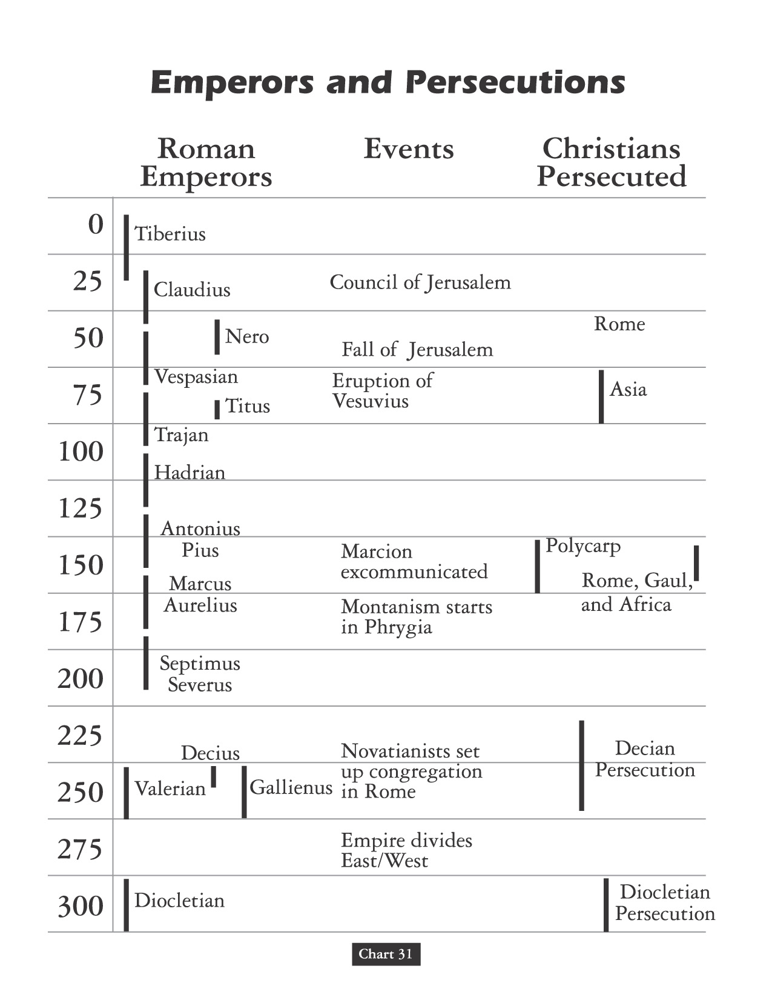 Emperors and Persecutions
Roman Emperors
Events
Christians Persecuted
0
Tiberius
25
Claudius
Council of Jerusalem
50
Nero
Fall of Jerusalem
Rome
Vespasian
75
Titus
Eruption of
Vesuvius
Asia
Trajan
100
Hadrian
125
Antonius
Pius
150
Marcion
excommunicated
Polycarp
Rome, Gaul,
and Africa
Marcus
Aurelius
175
Montanism starts
in Phrygia
200
Septimus
Severus
225
Decius
Novatianists set
up congregation
in Rome
Decian
Persecution
250
Valerian
Gallienus
275
Empire divides
East/West
300
Diocletian
Diocletian
Persecution
Chart 31